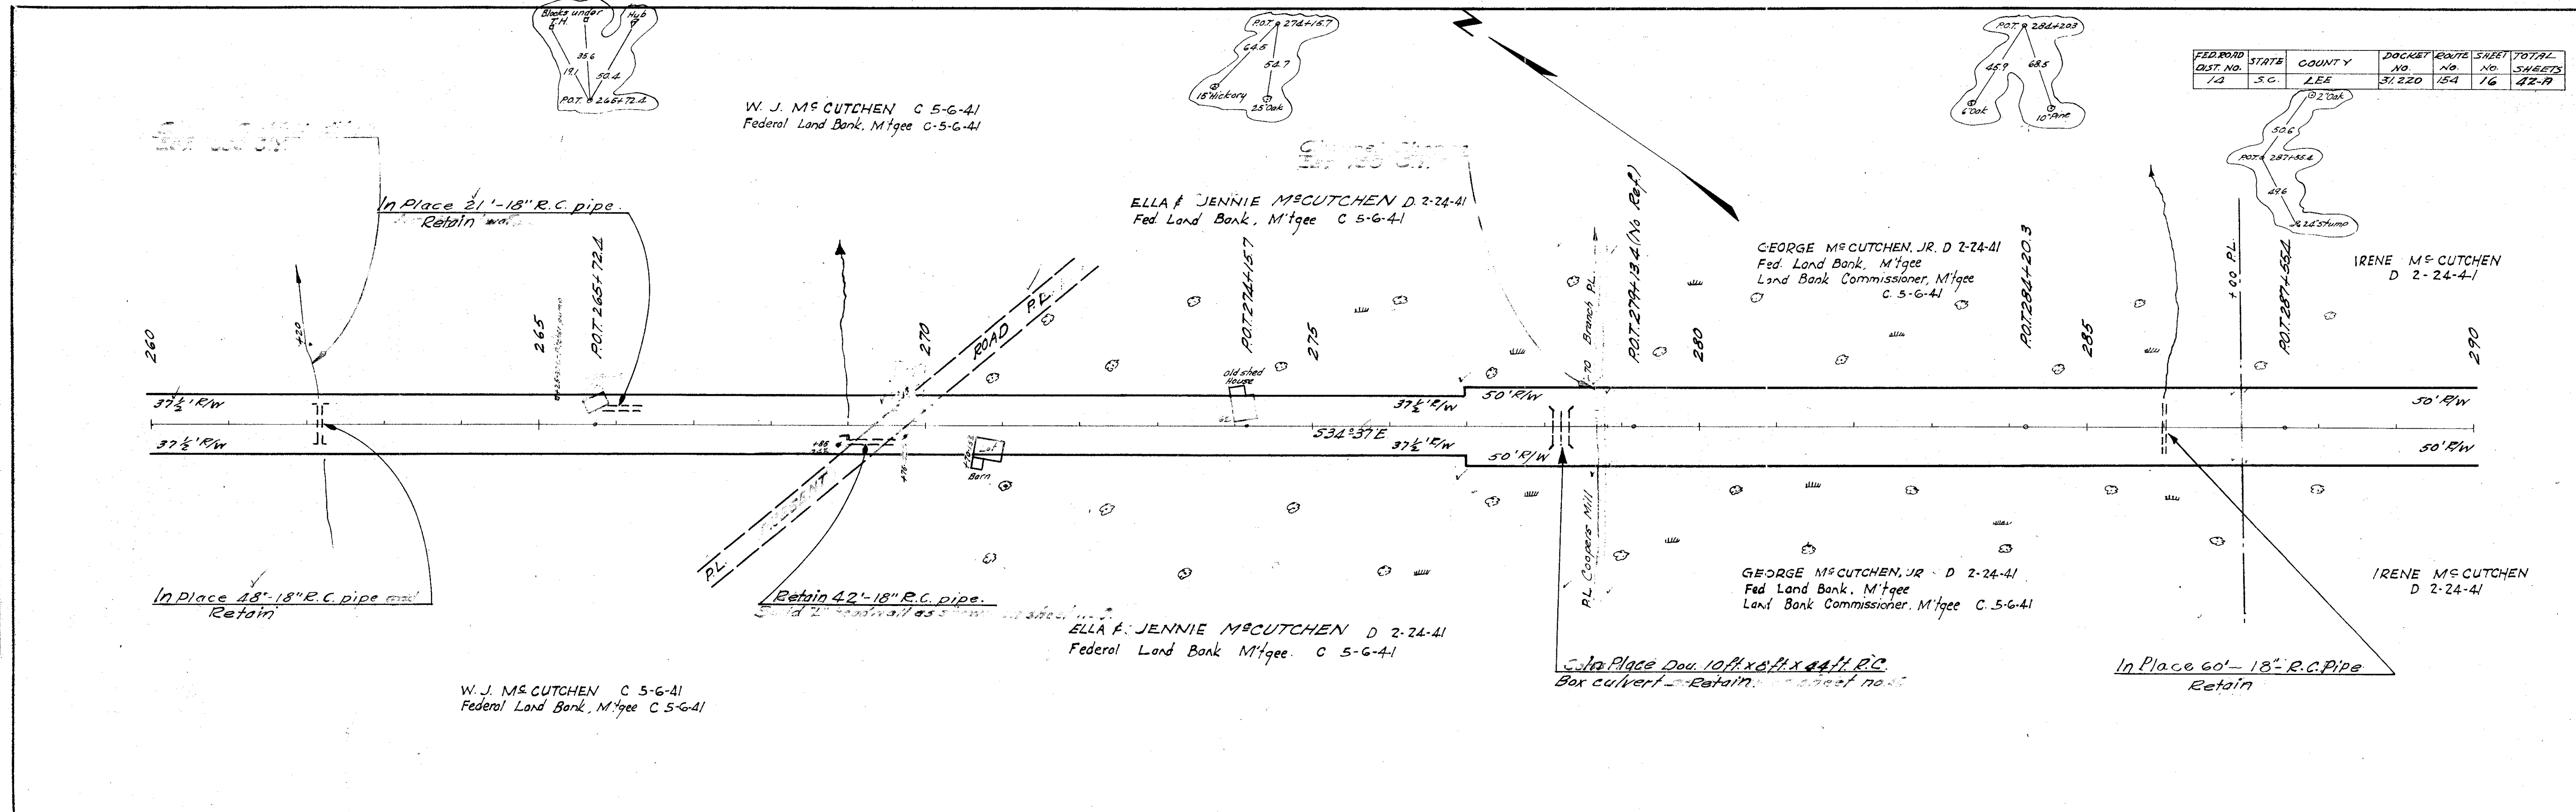 Blocks under
T.H.
Hub
35.6
19.1
50.4
P.O.T. 265+72.4
P.O.T. 274+15.7
64.5
54.7
15"Hickory
25"Oak
P.O.T. 284+20.3
45.9
68.5
6"Oak
10"Pine
FED.ROAD DIST. NO. STATE COUNTY DOCKET NO. ROUTE NO. SHEET NO. TOTAL SHEETS
14 S.C. LEE 31.220 154 16 42-A
2"Oak
50.6
P.O.T. 287+55.4
49.6
24"Stump
W. J. McCUTCHEN C 5-6-41
Federal Land Bank, M'tgee C-5-6-41
In Place 21'-18" R.C. pipe.
Retain
ELLA & JENNIE McCUTCHEN D. 2-24-41
Fed. Land Bank, M'tgee C 5-6-41
GEORGE McCUTCHEN, JR. D 2-24-41
Fed. Land Bank, M'tgee
Land Bank Commissioner, M'tgee
C. 5-6-41
IRENE McCUTCHEN
D 2-24-41
260
+20
265
P.O.T. 265+72.4
270
ROAD
P.L.
P.O.T. 274+15.7
275
+70 Branch P.L.
P.O.T. 279+13.4 (No Ref.)
280
P.O.T. 284+20.3
285
+00 P.L.
P.O.T. 287+55.4
290
Old shed
House
37½' R/W
37½' R/W
50' R/W
50' R/W
37½' R/W
S34°37'E
37½' R/W
50' R/W
50' R/W
+76
Barn
PRESENT
P.L.
P.L. Coopers Mill
In Place 48'-18" R.C. pipe
Retain
Retain 42'-18" R.C. pipe.
ELLA & JENNIE McCUTCHEN D 2-24-41
Federal Land Bank M'tgee. C 5-6-41
GEORGE McCUTCHEN, JR D 2-24-41
Fed Land Bank, M'tgee
Land Bank Commissioner, M'tgee C. 5-6-41
IRENE McCUTCHEN
D 2-24-41
In Place Dou. 10ft. x 8ft. x 44ft. R.C.
Box culvert Retain.
In Place 60'-18" R.C. Pipe
Retain
W. J. McCUTCHEN C 5-6-41
Federal Land Bank, M'tgee C 5-6-41